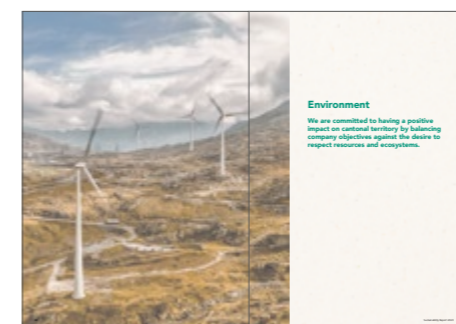 Environment
We are committed to having a positive
impact on cantonal territory by balancing
company objectives against the desire to
respect resources and ecosystems.